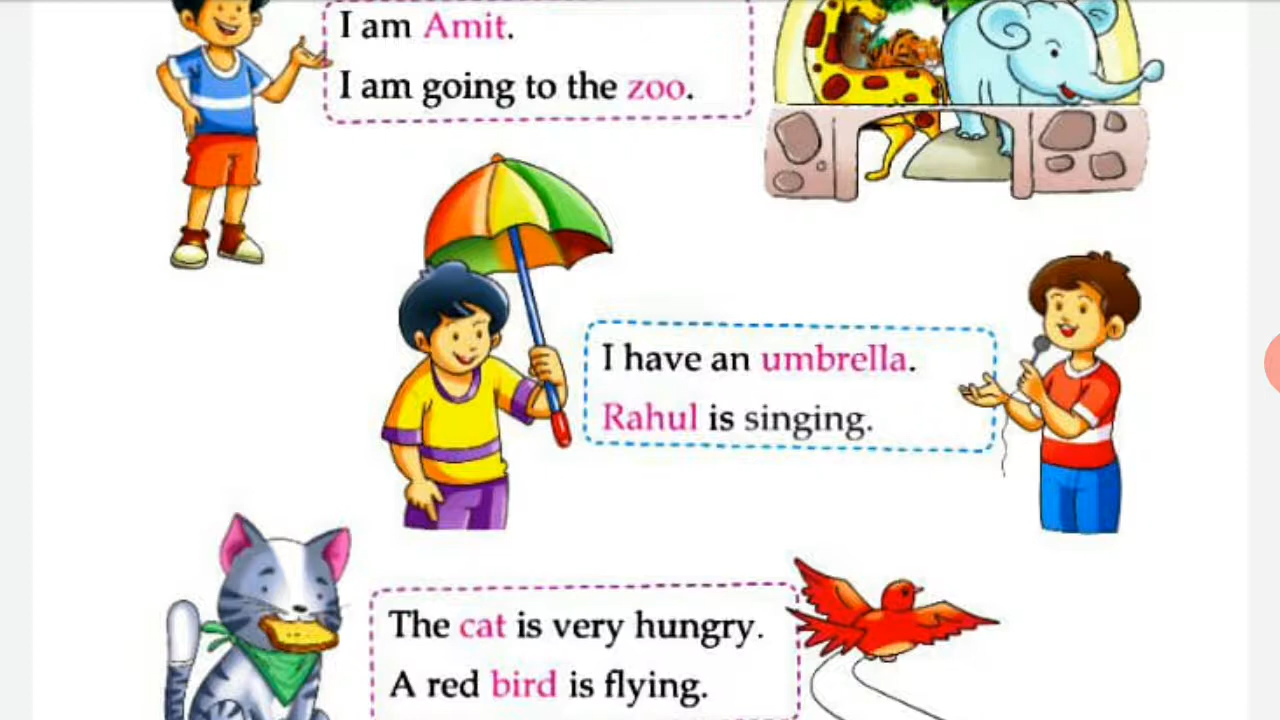 I am Amit.
I am going to the zoo.
I have an umbrella.
Rahul is singing.
The cat is very hungry.
A red bird is flying.